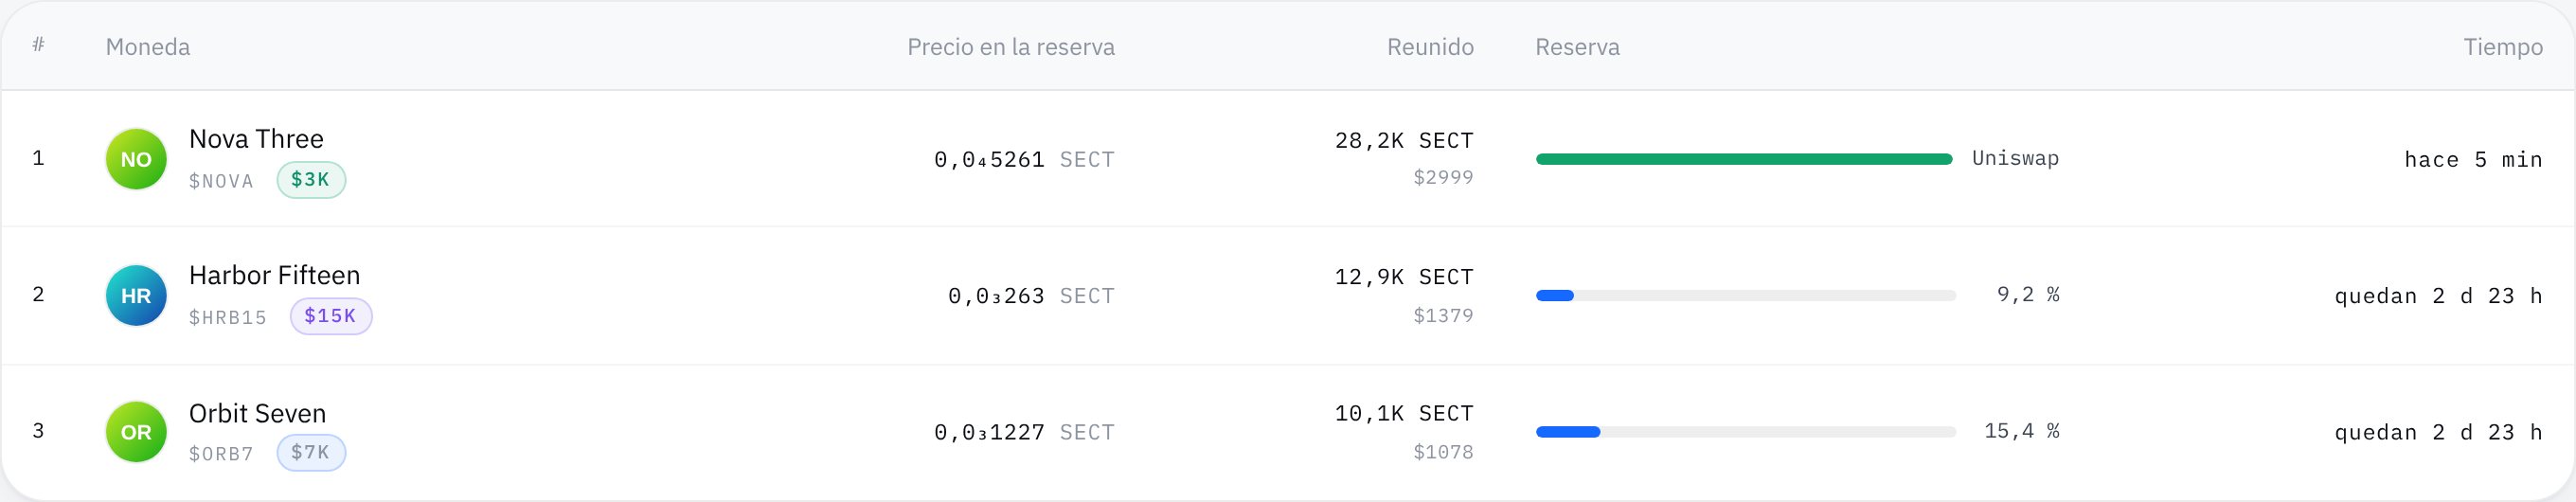 # Moneda Precio en la reserva Reunido Reserva Tiempo
1 NO Nova Three $NOVA $3K 0,0₄5261 SECT 28,2K SECT $2999 Uniswap hace 5 min
2 HR Harbor Fifteen $HRB15 $15K 0,0₃263 SECT 12,9K SECT $1379 9,2 % quedan 2 d 23 h
3 OR Orbit Seven $ORB7 $7K 0,0₃1227 SECT 10,1K SECT $1078 15,4 % quedan 2 d 23 h